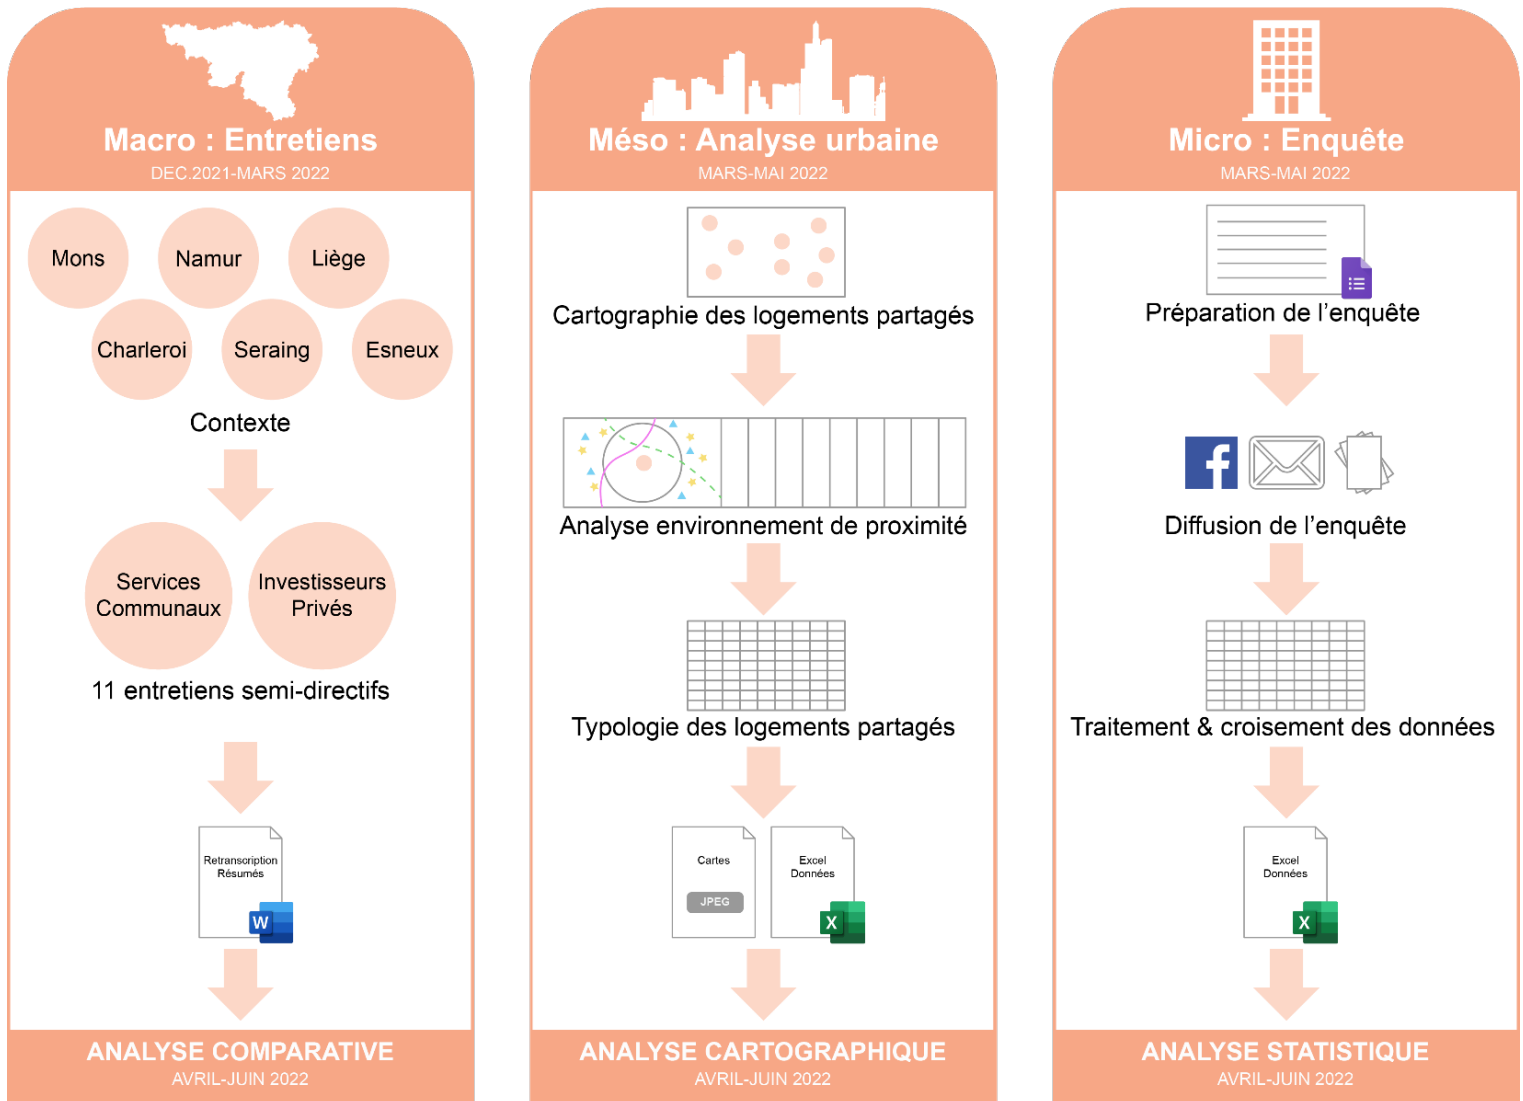 Macro : Entretiens
DEC.2021-MARS 2022
Mons
Namur
Liège
Charleroi
Seraing
Esneux
Contexte
Services
Communaux
Investisseurs
Privés
11 entretiens semi-directifs
Retranscription
Résumés
W
ANALYSE COMPARATIVE
AVRIL-JUIN 2022
Méso : Analyse urbaine
MARS-MAI 2022
Cartographie des logements partagés
Analyse environnement de proximité
Typologie des logements partagés
Cartes
JPEG
Excel
Données
X
ANALYSE CARTOGRAPHIQUE
AVRIL-JUIN 2022
Micro : Enquête
MARS-MAI 2022
Préparation de l’enquête
f
Diffusion de l’enquête
Traitement & croisement des données
Excel
Données
X
ANALYSE STATISTIQUE
AVRIL-JUIN 2022